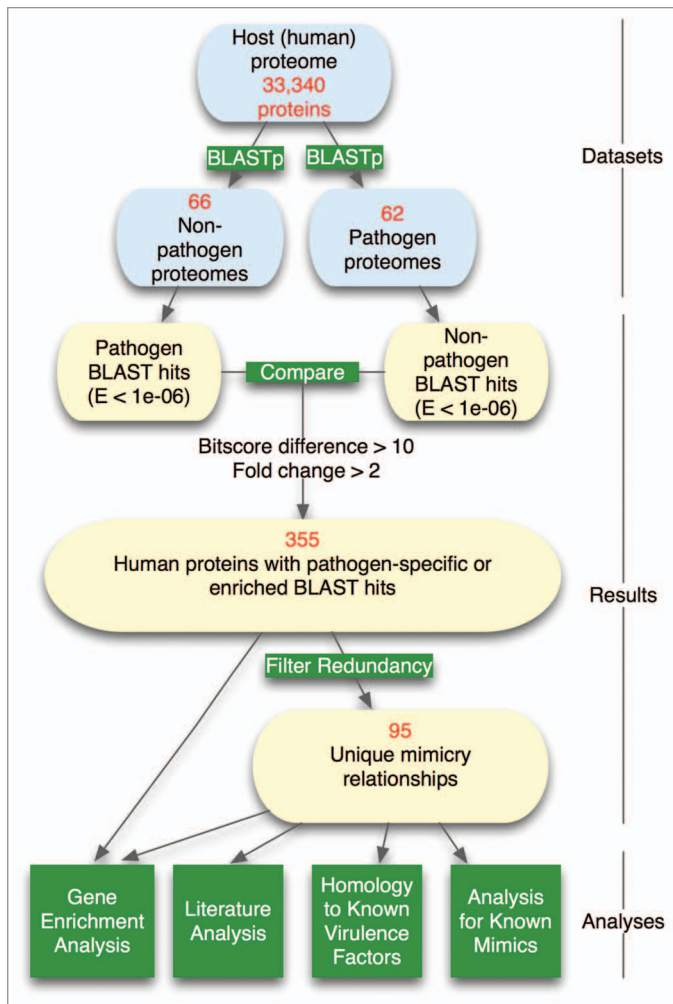 Host (human)
proteome
33,340
proteins
BLASTp
BLASTp
Datasets
66
Non-
pathogen
proteomes
62
Pathogen
proteomes
Pathogen
BLAST hits
(E < 1e-06)
Compare
Non-
pathogen
BLAST hits
(E < 1e-06)
Bitscore difference > 10
Fold change > 2
355
Human proteins with pathogen-specific or
enriched BLAST hits
Results
Filter Redundancy
95
Unique mimicry
relationships
Gene
Enrichment
Analysis
Literature
Analysis
Homology
to Known
Virulence
Factors
Analysis
for Known
Mimics
Analyses